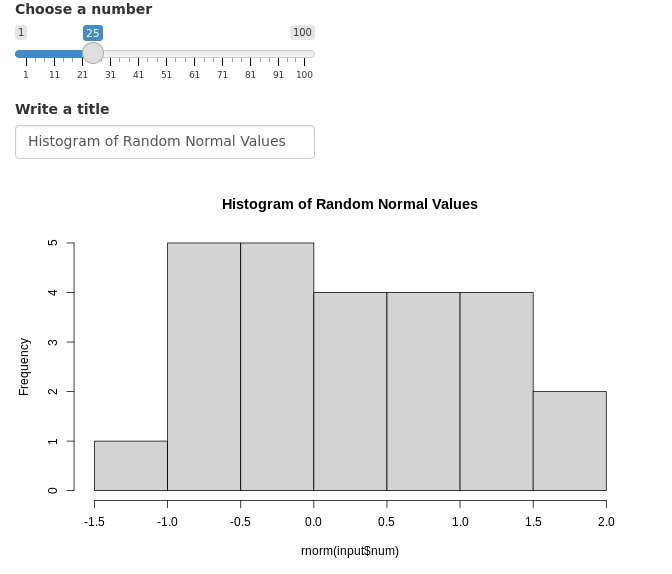 Choose a number
1 25 100
1 11 21 31 41 51 61 71 81 91 100
Write a title
Histogram of Random Normal Values
Histogram of Random Normal Values
5
4
3
2
1
0
Frequency
-1.5 -1.0 -0.5 0.0 0.5 1.0 1.5 2.0
rnorm(input$num)